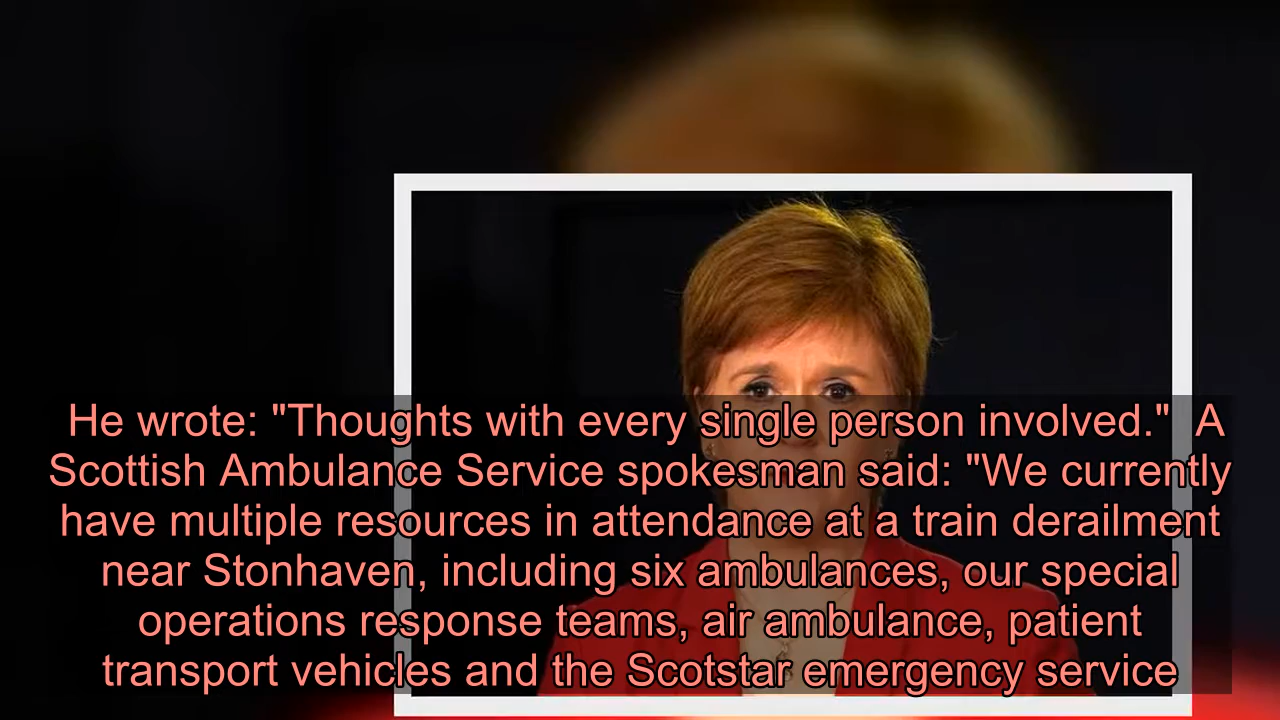 He wrote: "Thoughts with every single person involved."  A
Scottish Ambulance Service spokesman said: "We currently
have multiple resources in attendance at a train derailment
near Stonhaven, including six ambulances, our special
operations response teams, air ambulance, patient
transport vehicles and the Scotstar emergency service